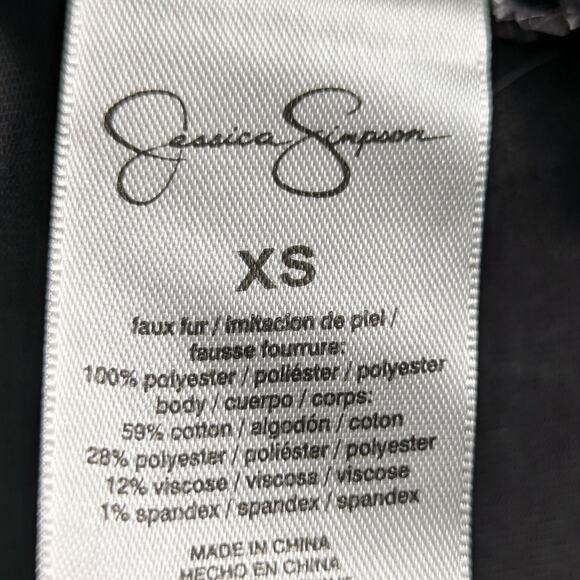 Jessica Simpson
XS
faux fur / imitacion de piel /
fausse fourrure:
100% polyester / poliéster / polyester
body / cuerpo / corps:
59% cotton / algodón / coton
28% polyester / poliéster / polyester
12% viscose / viscosa / viscose
1% spandex / spandex / spandex
MADE IN CHINA
HECHO EN CHINA